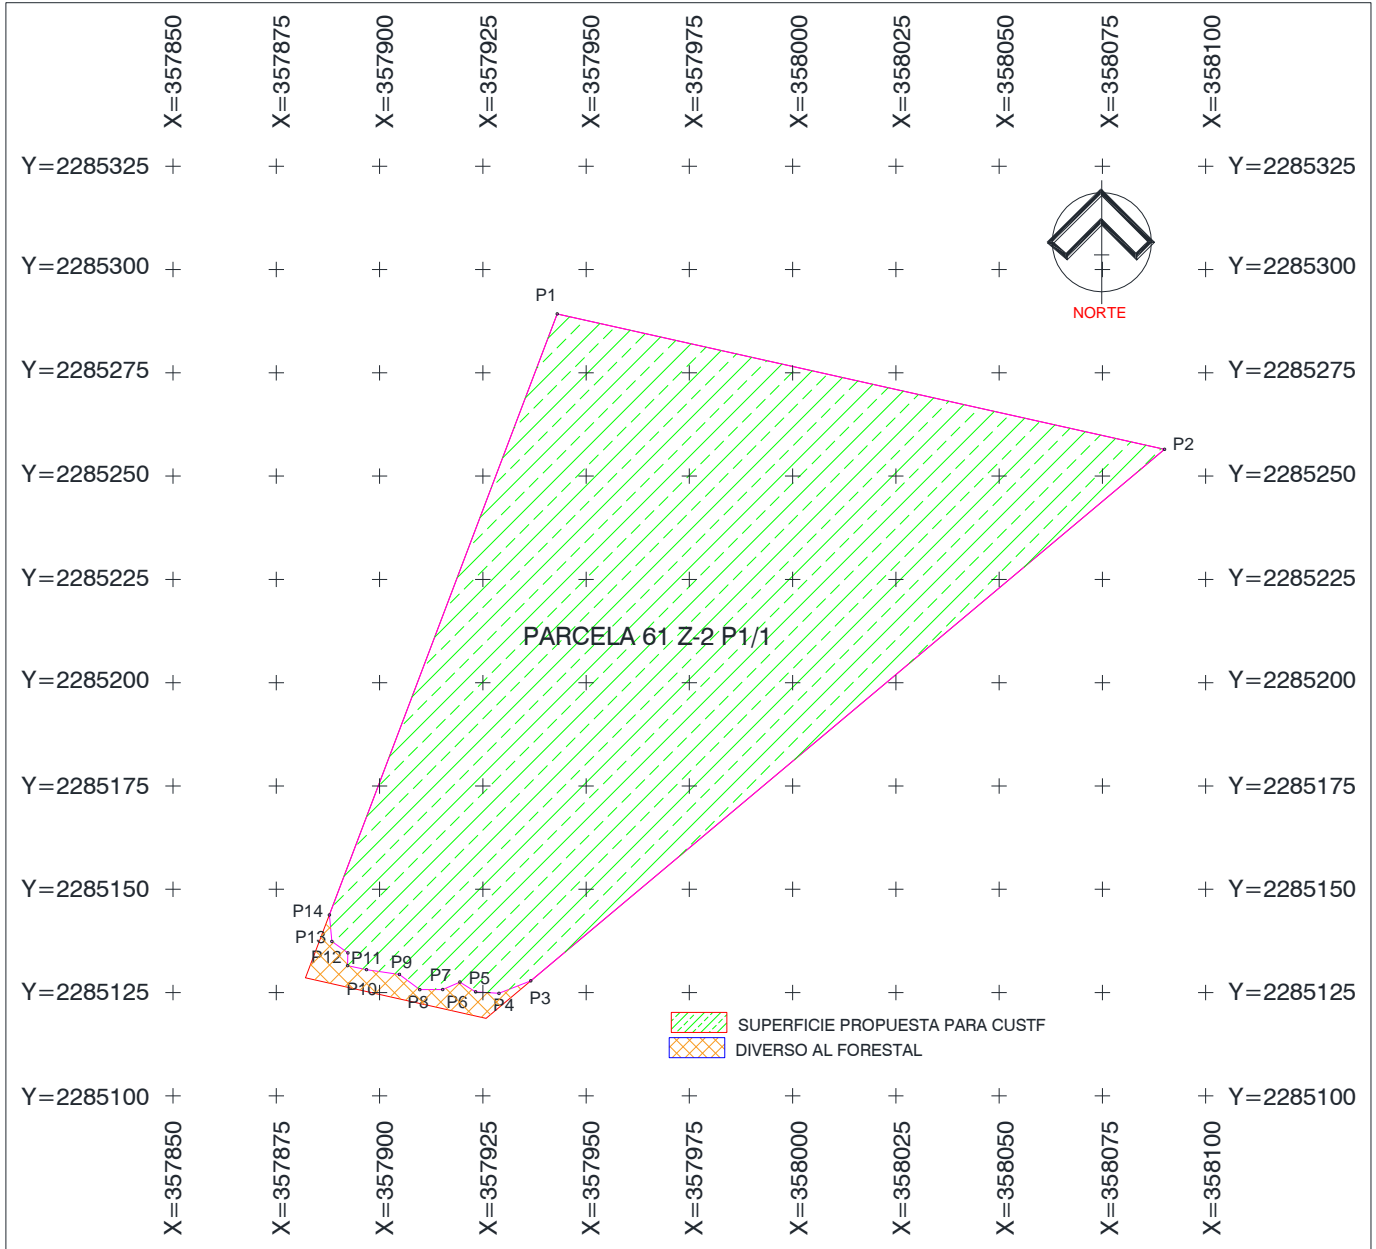 X=357850
X=357875
X=357900
X=357925
X=357950
X=357975
X=358000
X=358025
X=358050
X=358075
X=358100
Y=2285325
Y=2285325
Y=2285300
Y=2285300
NORTE
P1
Y=2285275
Y=2285275
P2
Y=2285250
Y=2285250
Y=2285225
Y=2285225
PARCELA 61 Z-2 P1/1
Y=2285200
Y=2285200
Y=2285175
Y=2285175
Y=2285150
Y=2285150
P14
P13
P12
P11
P9
P7
P5
P10
P8
P6
P4
P3
Y=2285125
Y=2285125
SUPERFICIE PROPUESTA PARA CUSTF
DIVERSO AL FORESTAL
Y=2285100
Y=2285100
X=357850
X=357875
X=357900
X=357925
X=357950
X=357975
X=358000
X=358025
X=358050
X=358075
X=358100